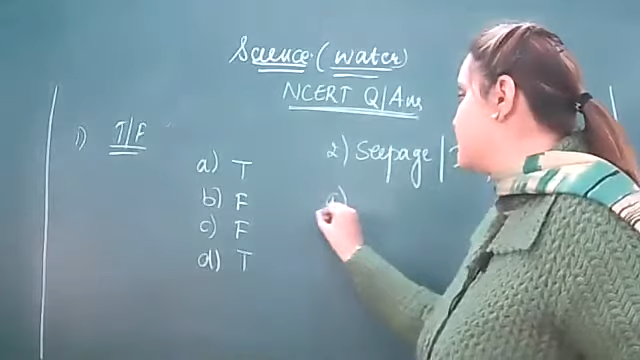 Science (water)
NCERT Q/Ans
1) T/F
a) T
b) F
c) F
d) T
2) Seepage /